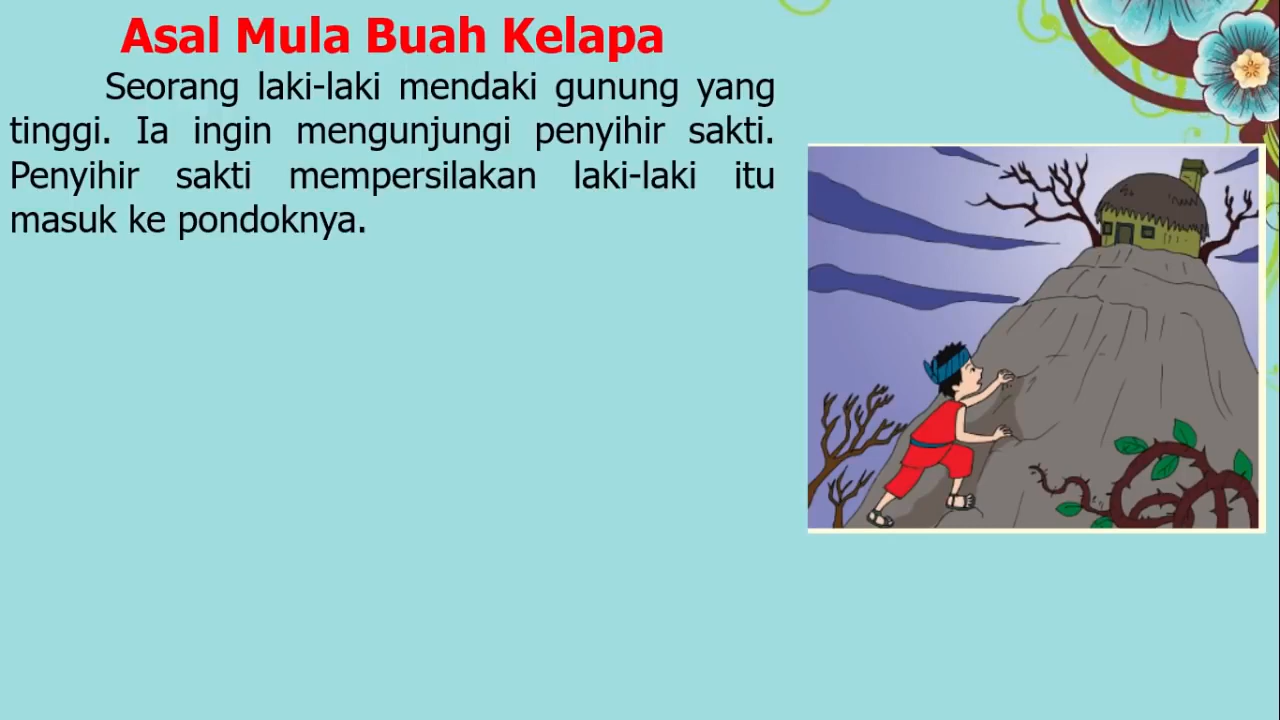 Asal Mula Buah Kelapa
Seorang laki-laki mendaki gunung yang
tinggi. Ia ingin mengunjungi penyihir sakti.
Penyihir sakti mempersilakan laki-laki itu
masuk ke pondoknya.